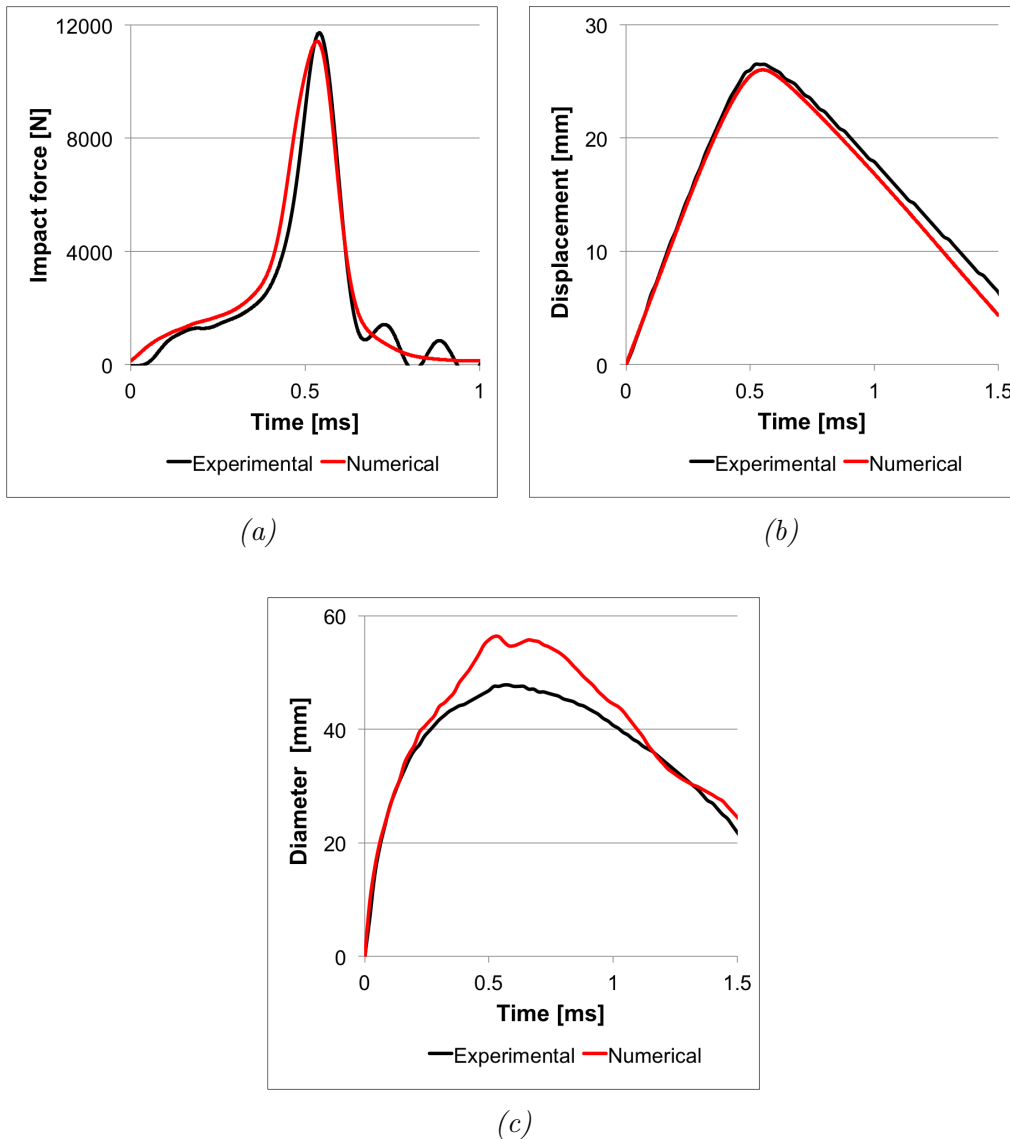 12000
8000
4000
0
Impact force [N]
0 0.5 1
Time [ms]
Experimental Numerical
(a)
30
20
10
0
Displacement [mm]
0 0.5 1 1.5
Time [ms]
Experimental Numerical
(b)
60
40
20
0
Diameter [mm]
0 0.5 1 1.5
Time [ms]
Experimental Numerical
(c)